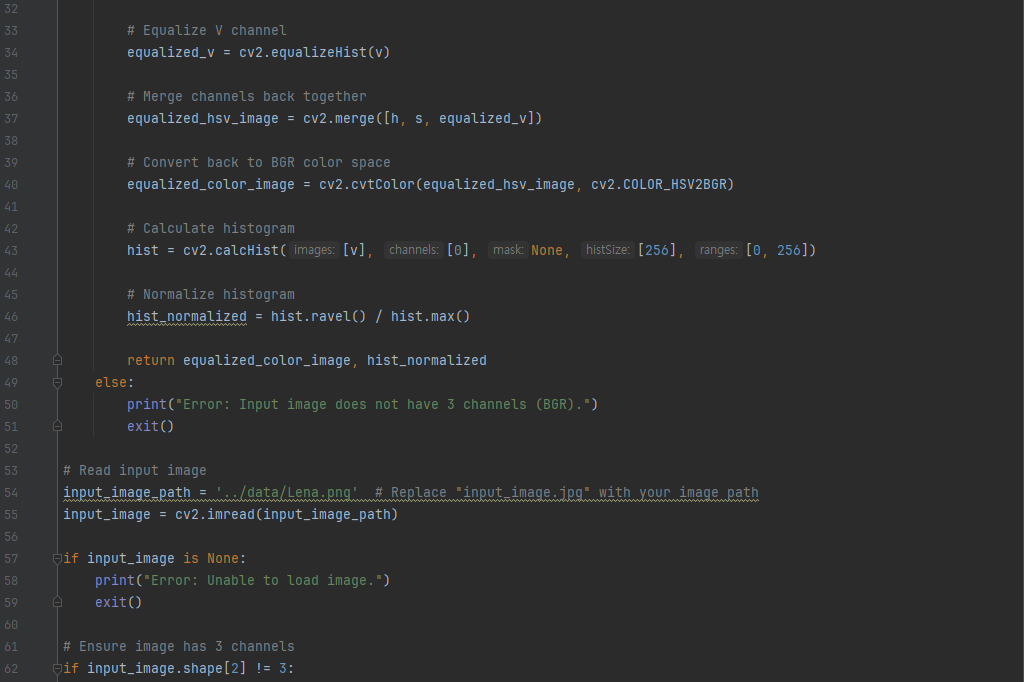 32
33 # Equalize V channel
34 equalized_v = cv2.equalizeHist(v)
35
36 # Merge channels back together
37 equalized_hsv_image = cv2.merge([h, s, equalized_v])
38
39 # Convert back to BGR color space
40 equalized_color_image = cv2.cvtColor(equalized_hsv_image, cv2.COLOR_HSV2BGR)
41
42 # Calculate histogram
43 hist = cv2.calcHist( images: [v], channels: [0], mask: None, histSize: [256], ranges: [0, 256])
44
45 # Normalize histogram
46 hist_normalized = hist.ravel() / hist.max()
47
48 return equalized_color_image, hist_normalized
49 else:
50 print("Error: Input image does not have 3 channels (BGR).")
51 exit()
52
53 # Read input image
54 input_image_path = '../data/Lena.png'  # Replace "input_image.jpg" with your image path
55 input_image = cv2.imread(input_image_path)
56
57 if input_image is None:
58 print("Error: Unable to load image.")
59 exit()
60
61 # Ensure image has 3 channels
62 if input_image.shape[2] != 3: